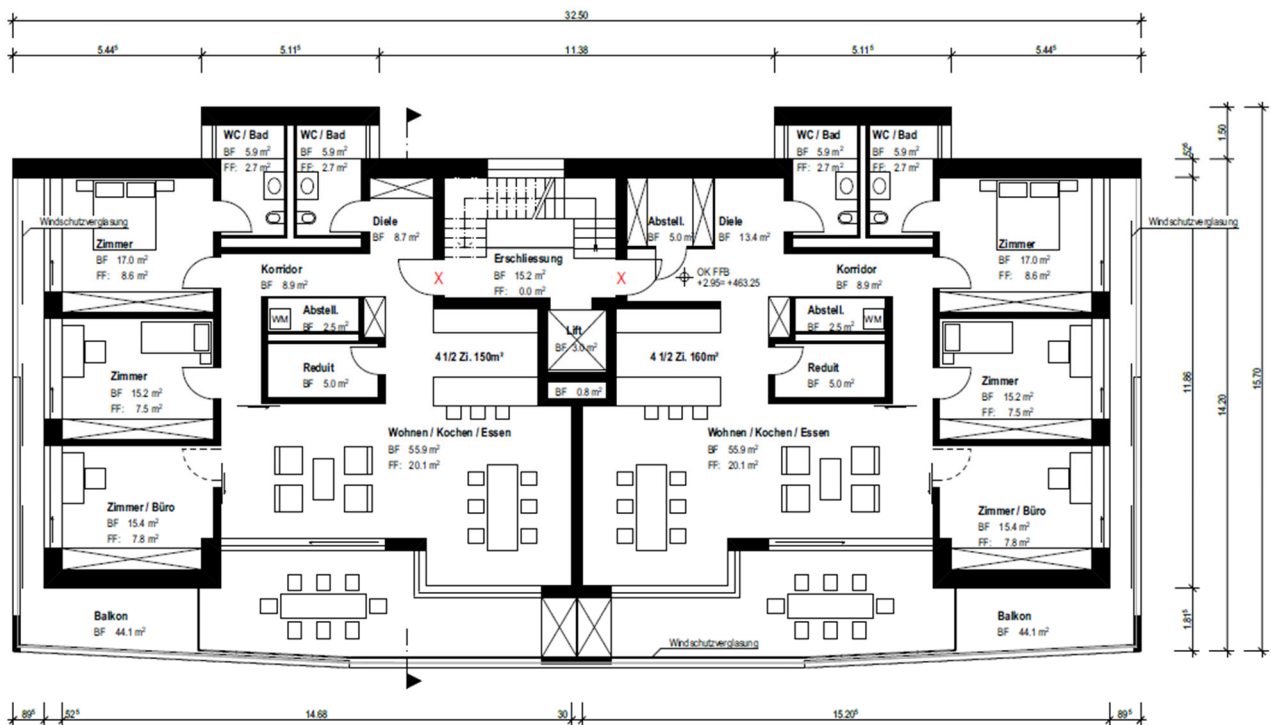 32.50
5.44⁵ 5.11⁵ 11.38 5.11⁵ 5.44⁵
WC / Bad
BF 5.9 m²
FF: 2.7 m²
WC / Bad
BF 5.9 m²
FF: 2.7 m²
WC / Bad
BF 5.9 m²
FF: 2.7 m²
WC / Bad
BF 5.9 m²
FF: 2.7 m²
Windschutzverglasung
Zimmer
BF 17.0 m²
FF: 8.6 m²
Diele
BF 8.7 m²
Erschliessung
BF 15.2 m²
FF: 0.0 m²
X
X
Abstell.
BF 5.0 m²
Diele
BF 13.4 m²
OK FFB
+2.95= +463.25
Zimmer
BF 17.0 m²
FF: 8.6 m²
Windschutzverglasung
Korridor
BF 8.9 m²
Korridor
BF 8.9 m²
WM
Abstell.
BF 2.5 m²
Lift
BF 3.0 m²
Abstell.
BF 2.5 m²
WM
4 1/2 Zi. 150m²
4 1/2 Zi. 160m²
Zimmer
BF 15.2 m²
FF: 7.5 m²
Reduit
BF 5.0 m²
BF 0.8 m²
Reduit
BF 5.0 m²
Zimmer
BF 15.2 m²
FF: 7.5 m²
Wohnen / Kochen / Essen
BF 55.9 m²
FF: 20.1 m²
Wohnen / Kochen / Essen
BF 55.9 m²
FF: 20.1 m²
Zimmer / Büro
BF 15.4 m²
FF: 7.8 m²
Zimmer / Büro
BF 15.4 m²
FF: 7.8 m²
Balkon
BF 44.1 m²
Balkon
BF 44.1 m²
Windschutzverglasung
52⁵
1.50
11.86
14.20
15.70
1.81⁵
89⁵ 52⁵ 14.68 30 15.20⁵ 89⁵